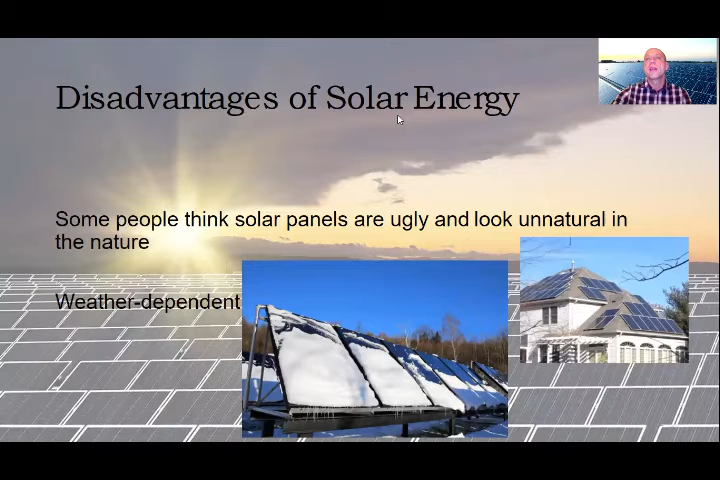 Disadvantages of Solar Energy
Some people think solar panels are ugly and look unnatural in
the nature
Weather-dependent